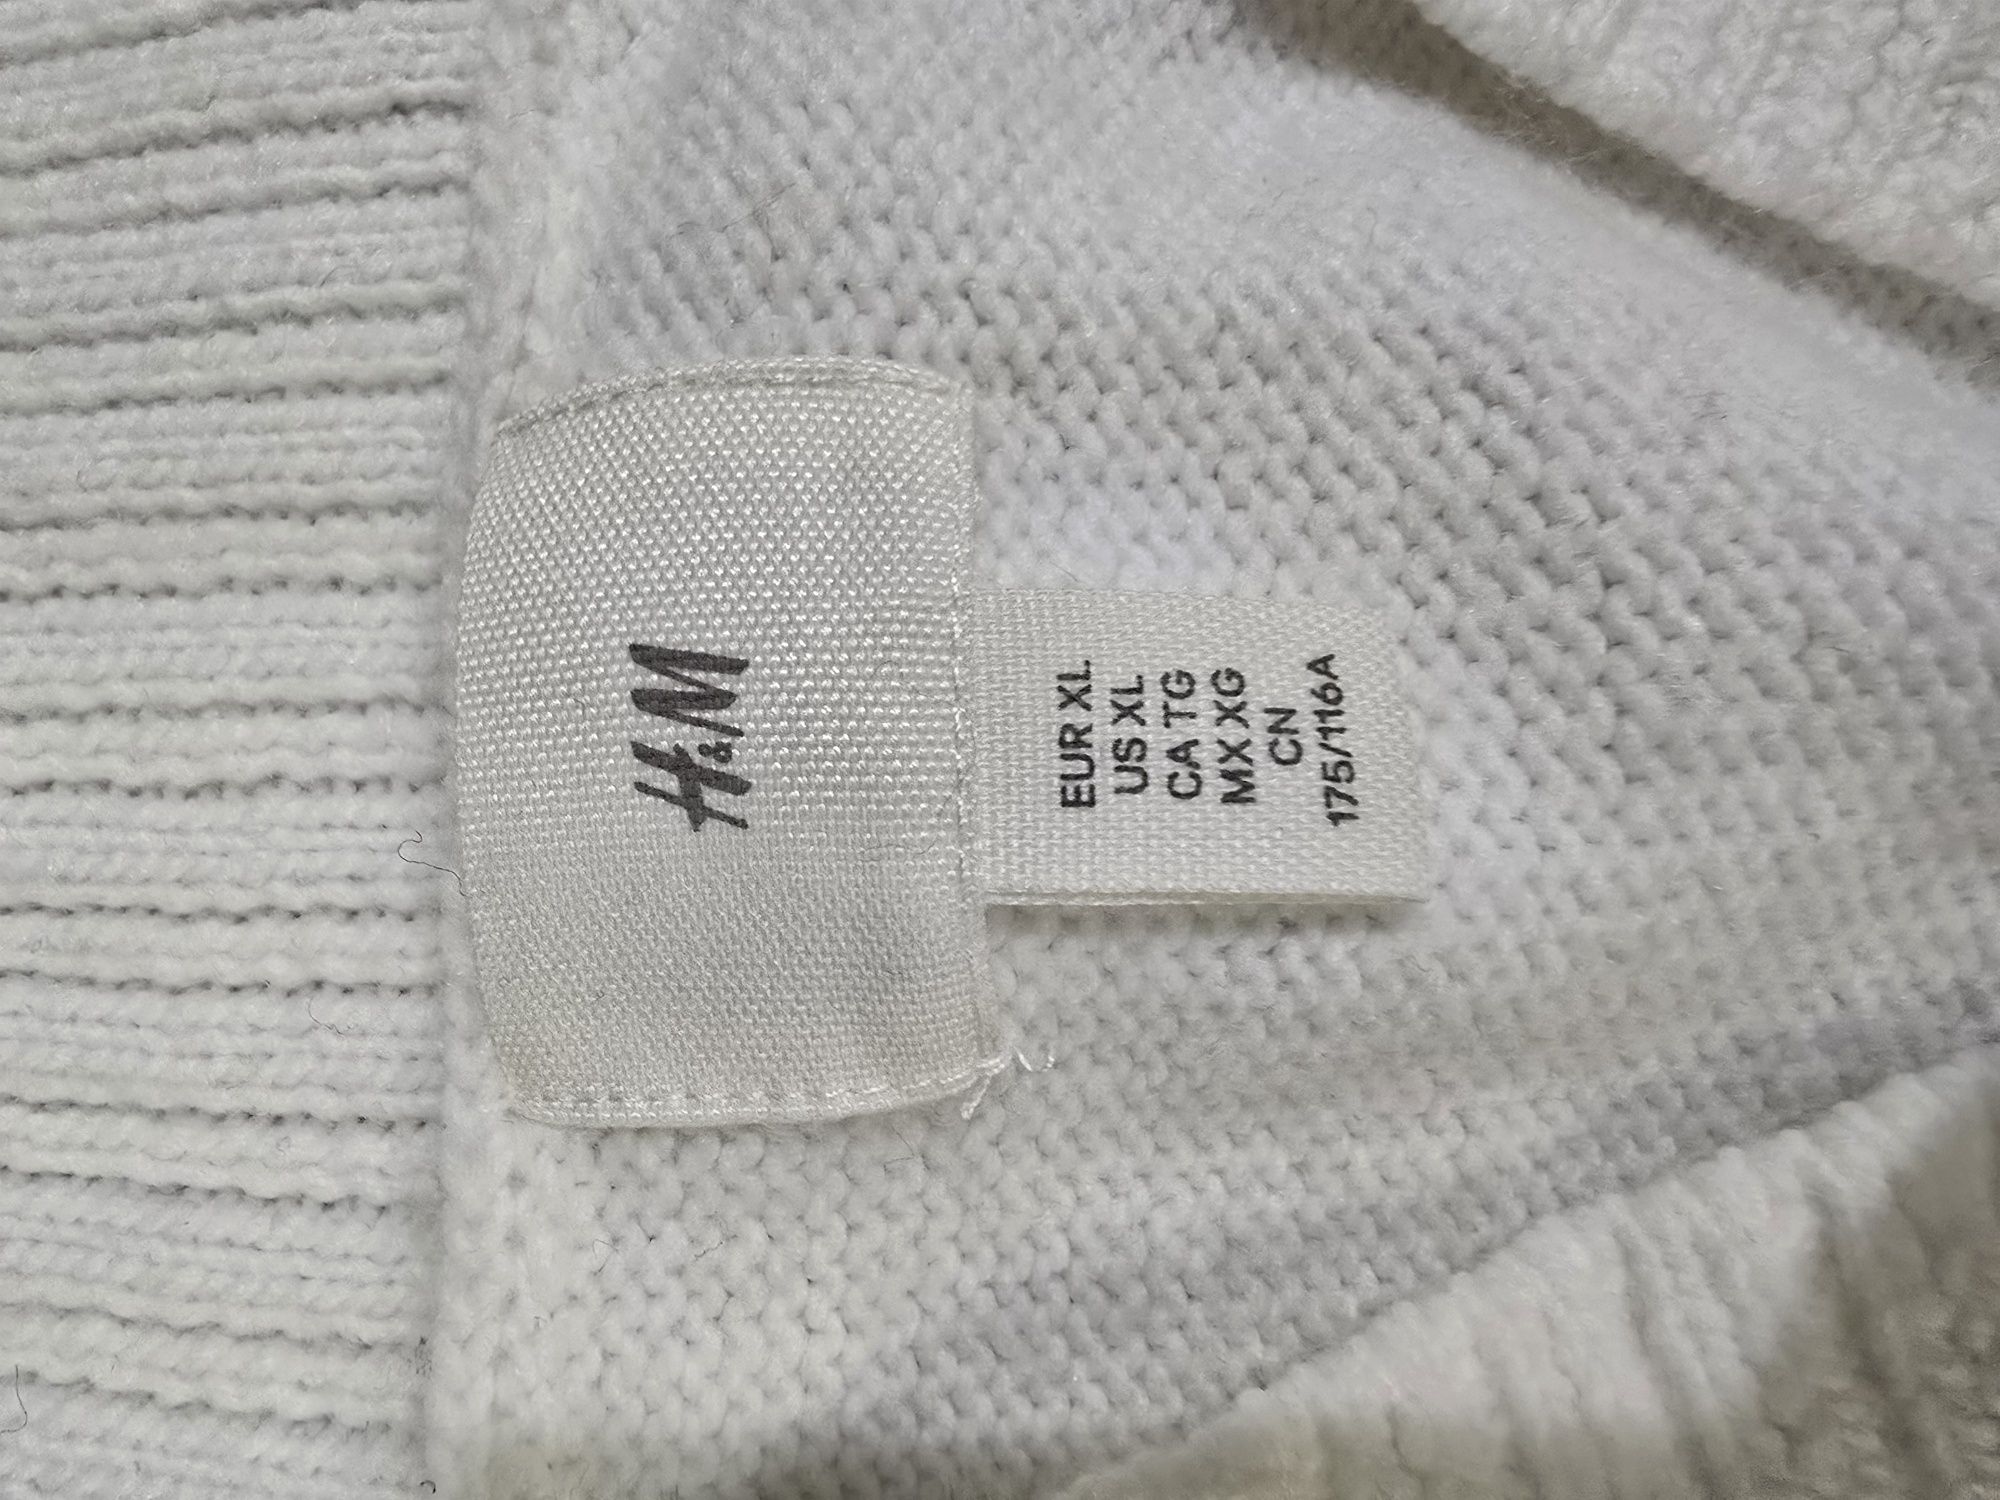 H&M
EUR XL
US XL
CA TG
MX XG
CN
175/116A